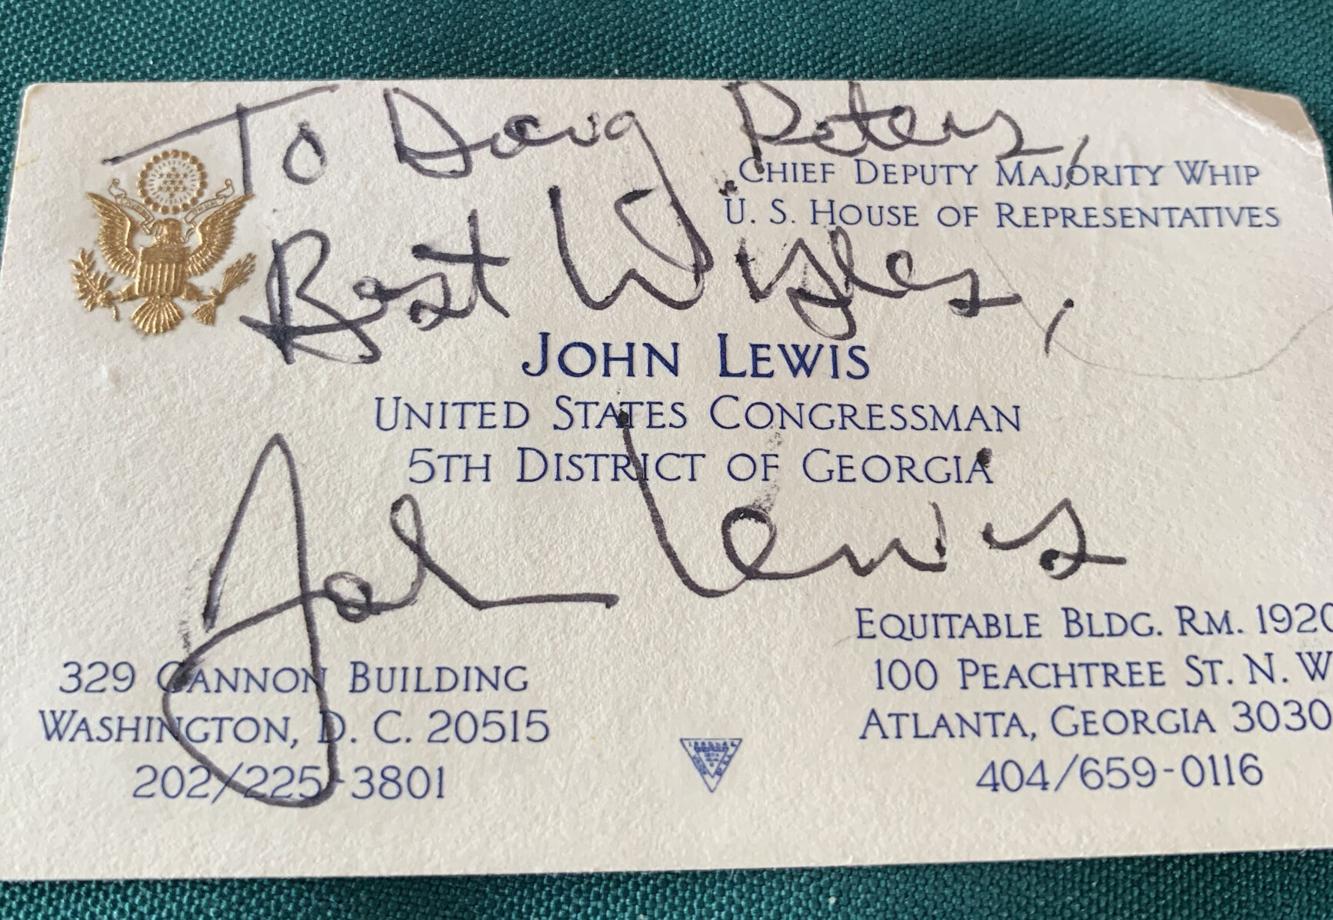 To Doug Peters,
CHIEF DEPUTY MAJORITY WHIP
U. S. HOUSE OF REPRESENTATIVES
Best Wishes,
JOHN LEWIS
UNITED STATES CONGRESSMAN
5TH DISTRICT OF GEORGIA
John Lewis
329 CANNON BUILDING
WASHINGTON, D. C. 20515
202/225-3801
EQUITABLE BLDG. RM. 1920
100 PEACHTREE ST. N. W
ATLANTA, GEORGIA 3030
404/659-0116